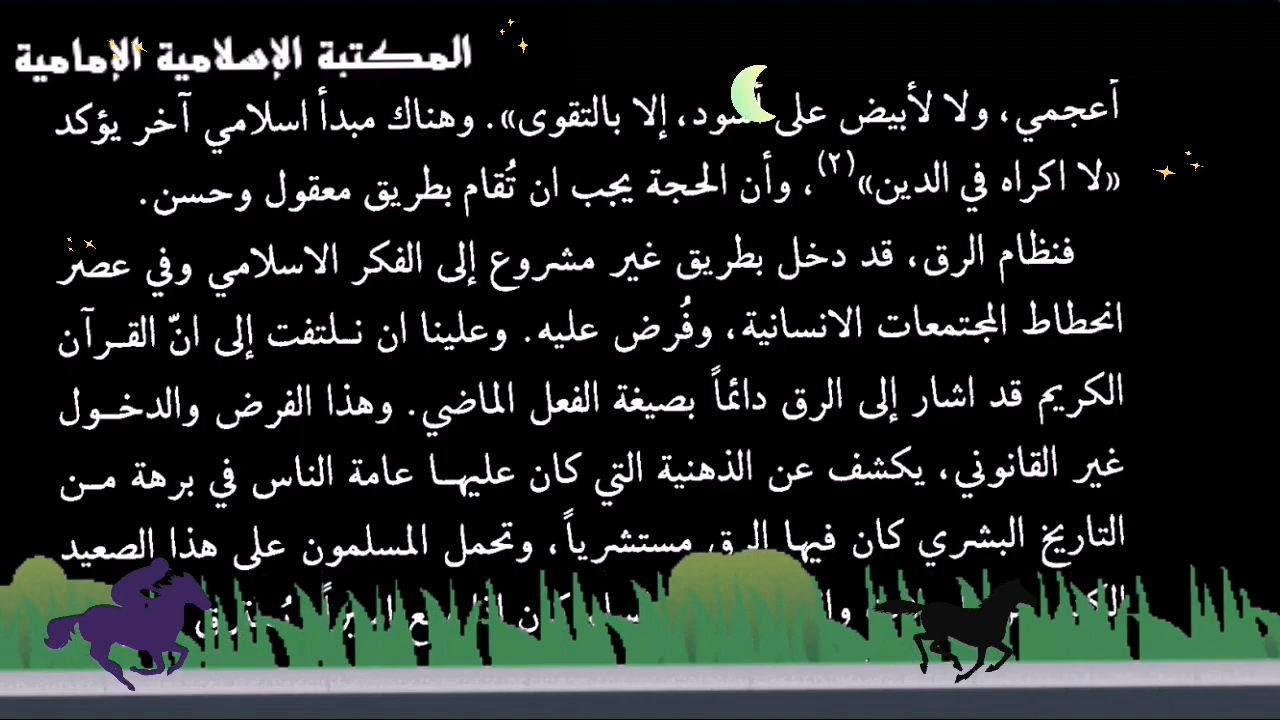 المكتبة الإسلامية الإمامية
أعجمي، ولا لأبيض على أسود، إلا بالتقوى». وهناك مبدأ اسلامي آخر يؤكد
«لا اكراه في الدين»(٢)، وأن الحجة يجب ان تُقام بطريق معقول وحسن.
فنظام الرق، قد دخل بطريق غير مشروع إلى الفكر الاسلامي وفي عصر
انحطاط المجتمعات الانسانية، وفُرض عليه. وعلينا ان نلتفت إلى انّ القرآن
الكريم قد اشار إلى الرق دائماً بصيغة الفعل الماضي. وهذا الفرض والدخول
غير القانوني، يكشف عن الذهنية التي كان عليها عامة الناس في برهة من
التاريخ البشري كان فيها الرق مستشرياً، وتحمل المسلمون على هذا الصعيد